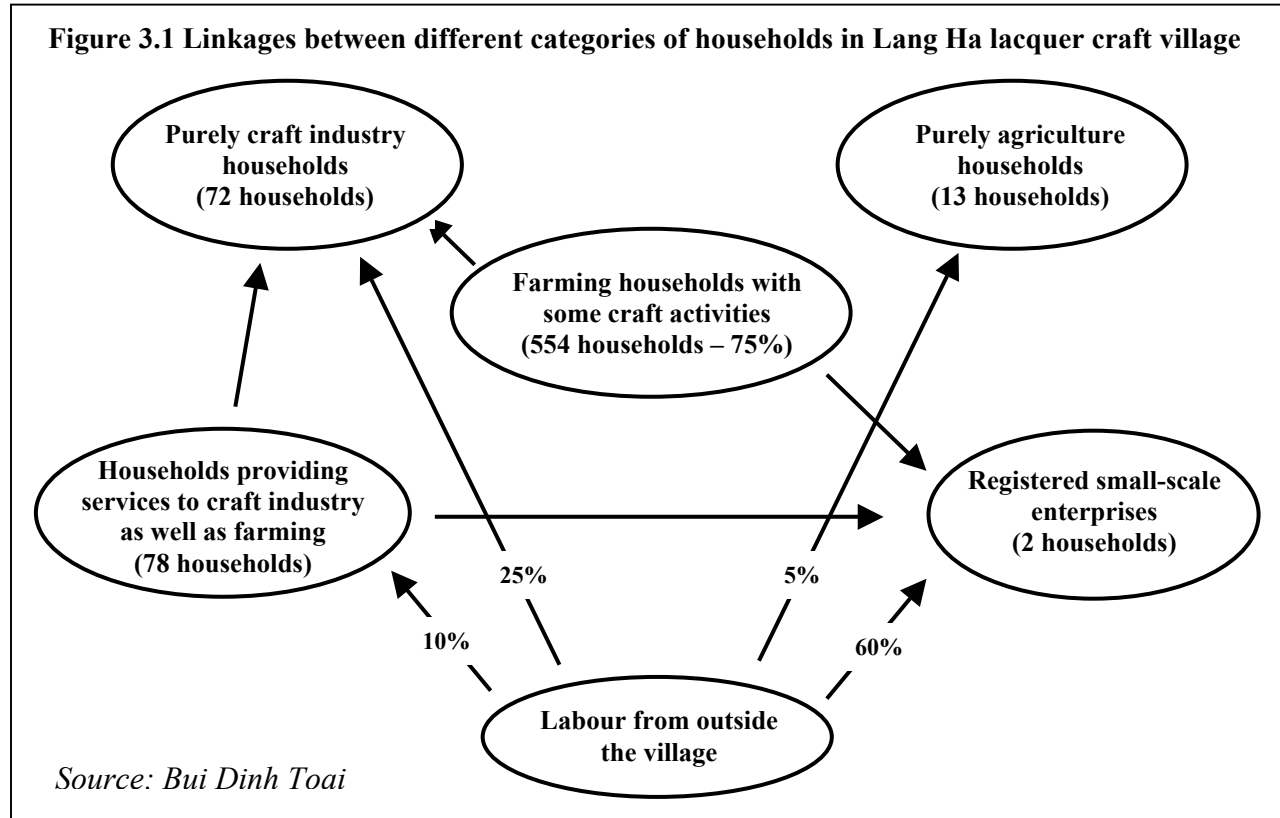 Figure 3.1 Linkages between different categories of households in Lang Ha lacquer craft village
Purely craft industry
households
(72 households)
Purely agriculture
households
(13 households)
Farming households with
some craft activities
(554 households – 75%)
Households providing
services to craft industry
as well as farming
(78 households)
Registered small-scale
enterprises
(2 households)
25%
5%
10%
60%
Labour from outside
the village
Source: Bui Dinh Toai